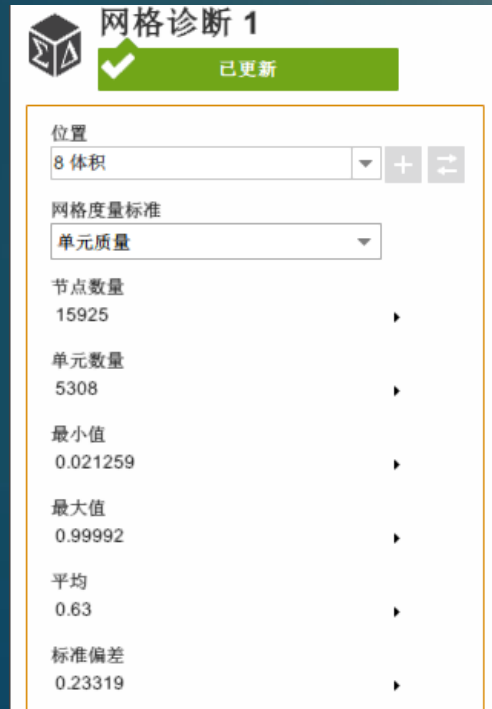 网格诊断 1
已更新
位置
8 体积
网格度量标准
单元质量
节点数量
15925
单元数量
5308
最小值
0.021259
最大值
0.99992
平均
0.63
标准偏差
0.23319